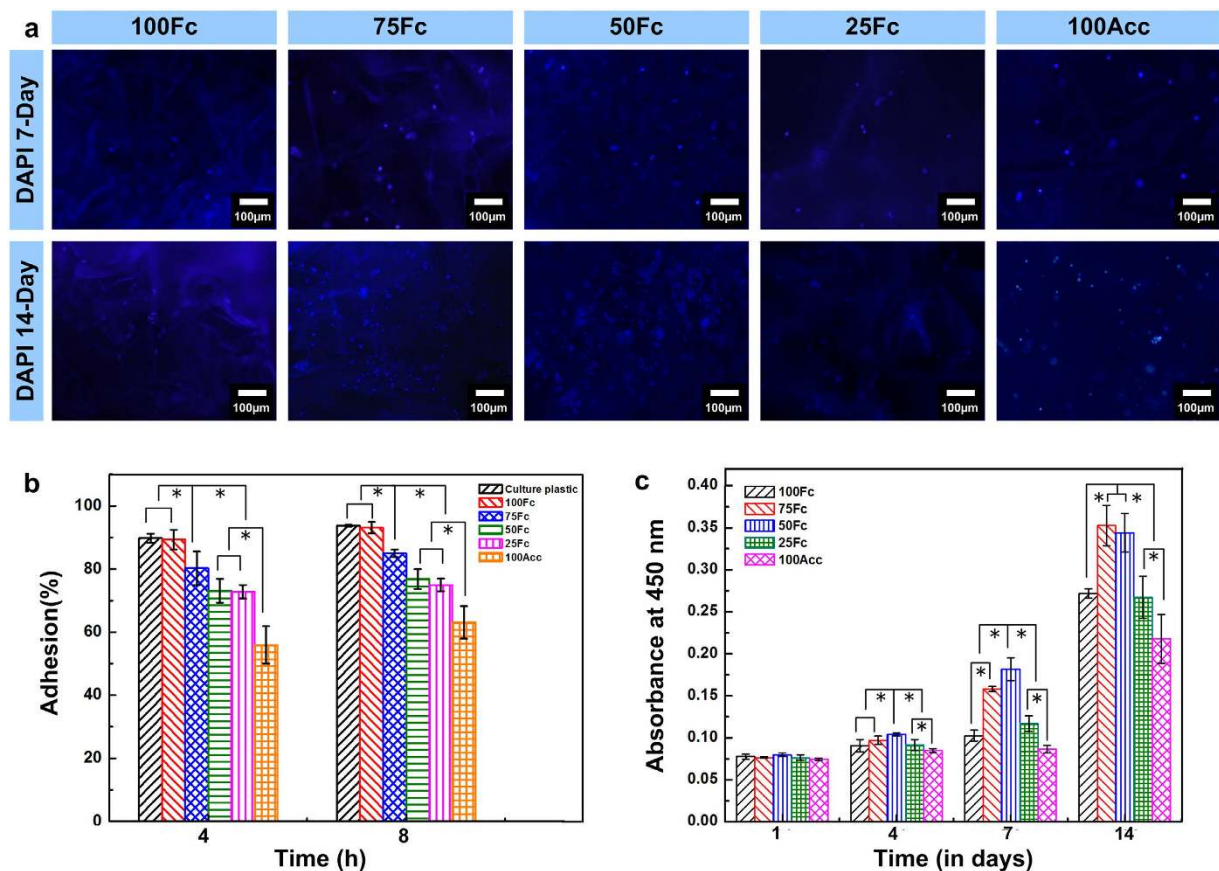 a
100Fc 75Fc 50Fc 25Fc 100Acc
DAPI 7-Day
100µm 100µm 100µm 100µm 100µm
DAPI 14-Day
100µm 100µm 100µm 100µm 100µm
b
Adhesion(%)
100
80
60
40
20
0
* * * * * *
Culture plastic
100Fc
75Fc
50Fc
25Fc
100Acc
4 8
Time (h)
c
Absorbance at 450 nm
0.40
0.35
0.30
0.25
0.20
0.15
0.10
0.05
0.00
100Fc
75Fc
50Fc
25Fc
100Acc
* * * * * * * * * *
1 4 7 14
Time (in days)